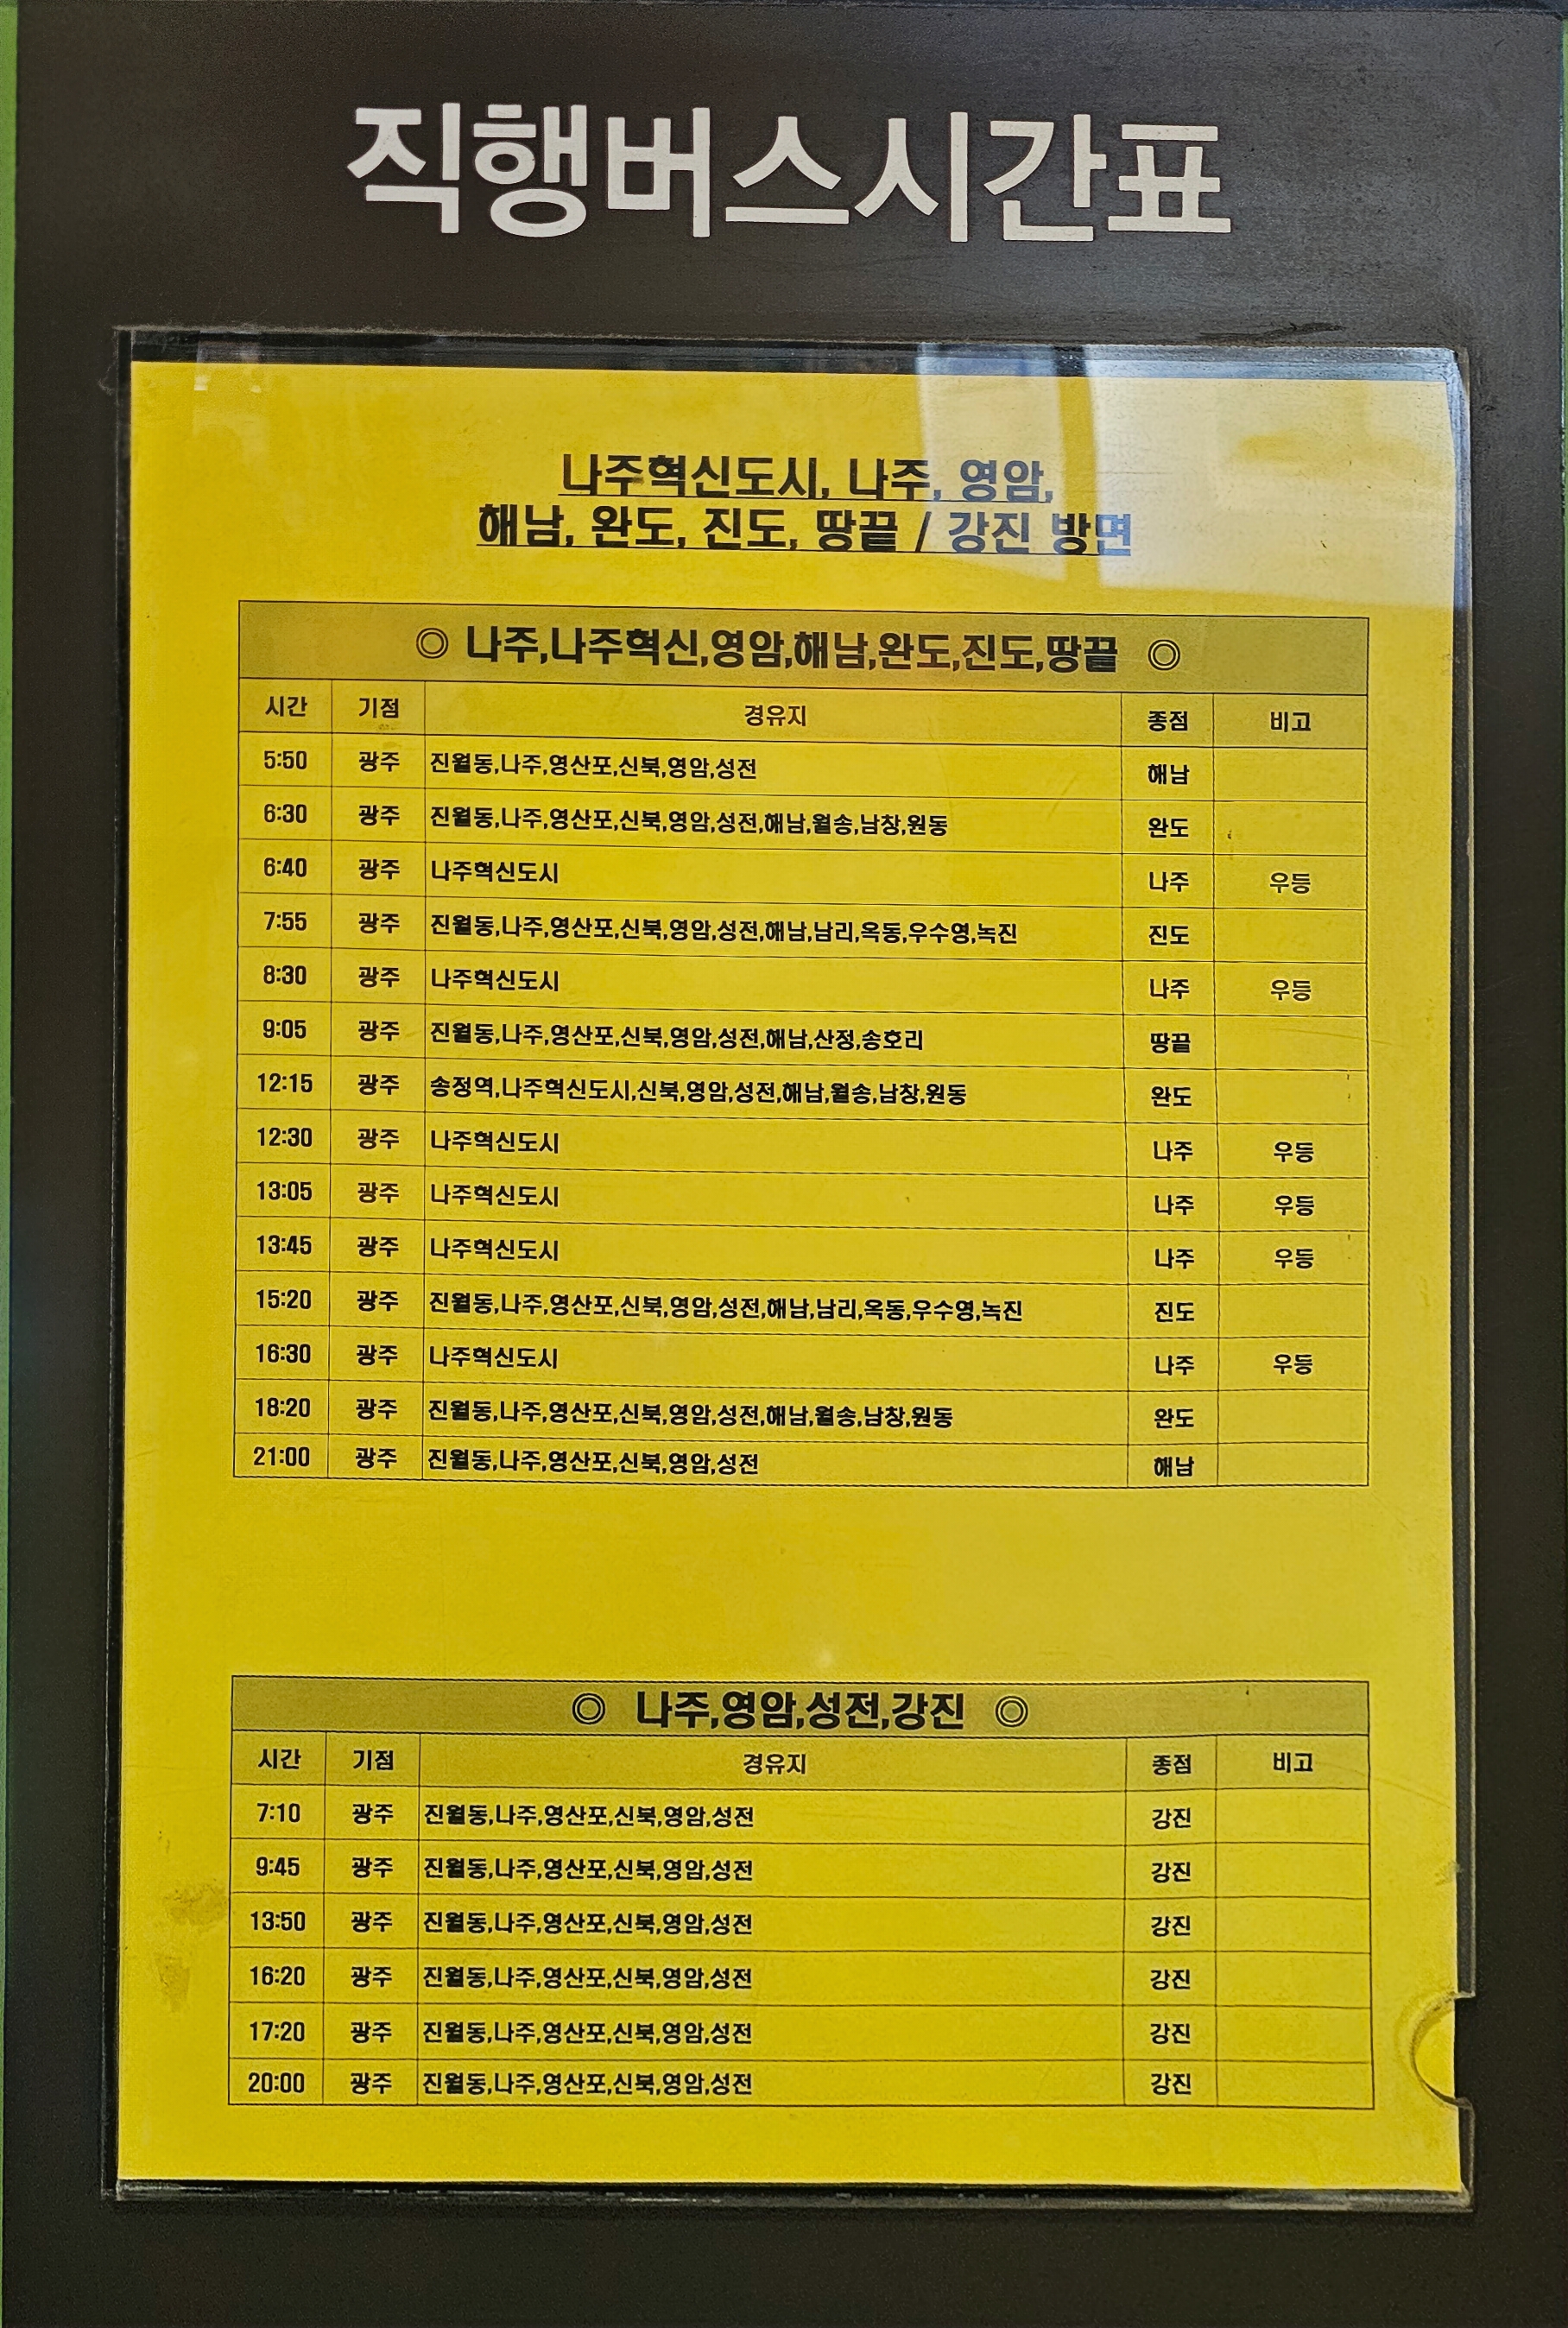 직행버스시간표
나주혁신도시, 나주, 영암,
해남, 완도, 진도, 땅끝 / 강진 방면
◎ 나주,나주혁신,영암,해남,완도,진도,땅끝 ◎
시간 기점 경유지 종점 비고
5:50 광주 진월동,나주,영산포,신북,영암,성전 해남
6:30 광주 진월동,나주,영산포,신북,영암,성전,해남,월송,남창,원동 완도
6:40 광주 나주혁신도시 나주 우등
7:55 광주 진월동,나주,영산포,신북,영암,성전,해남,남리,옥동,우수영,녹진 진도
8:30 광주 나주혁신도시 나주 우등
9:05 광주 진월동,나주,영산포,신북,영암,성전,해남,산정,송호리 땅끝
12:15 광주 송정역,나주혁신도시,신북,영암,성전,해남,월송,남창,원동 완도
12:30 광주 나주혁신도시 나주 우등
13:05 광주 나주혁신도시 나주 우등
13:45 광주 나주혁신도시 나주 우등
15:20 광주 진월동,나주,영산포,신북,영암,성전,해남,남리,옥동,우수영,녹진 진도
16:30 광주 나주혁신도시 나주 우등
18:20 광주 진월동,나주,영산포,신북,영암,성전,해남,월송,남창,원동 완도
21:00 광주 진월동,나주,영산포,신북,영암,성전 해남
◎ 나주,영암,성전,강진 ◎
시간 기점 경유지 종점 비고
7:10 광주 진월동,나주,영산포,신북,영암,성전 강진
9:45 광주 진월동,나주,영산포,신북,영암,성전 강진
13:50 광주 진월동,나주,영산포,신북,영암,성전 강진
16:20 광주 진월동,나주,영산포,신북,영암,성전 강진
17:20 광주 진월동,나주,영산포,신북,영암,성전 강진
20:00 광주 진월동,나주,영산포,신북,영암,성전 강진